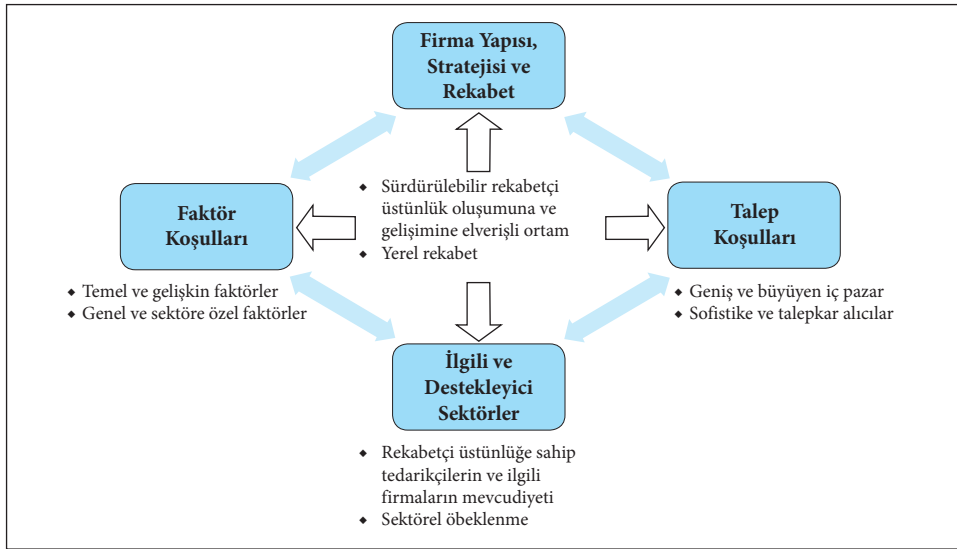 Firma Yapısı,
Stratejisi ve
Rekabet
◆ Sürdürülebilir rekabetçi
üstünlük oluşumuna ve
gelişimine elverişli ortam
◆ Yerel rekabet
Faktör
Koşulları
◆ Temel ve gelişkin faktörler
◆ Genel ve sektöre özel faktörler
Talep
Koşulları
◆ Geniş ve büyüyen iç pazar
◆ Sofistike ve talepkar alıcılar
İlgili ve
Destekleyici
Sektörler
◆ Rekabetçi üstünlüğe sahip
tedarikçilerin ve ilgili
firmaların mevcudiyeti
◆ Sektörel öbeklenme